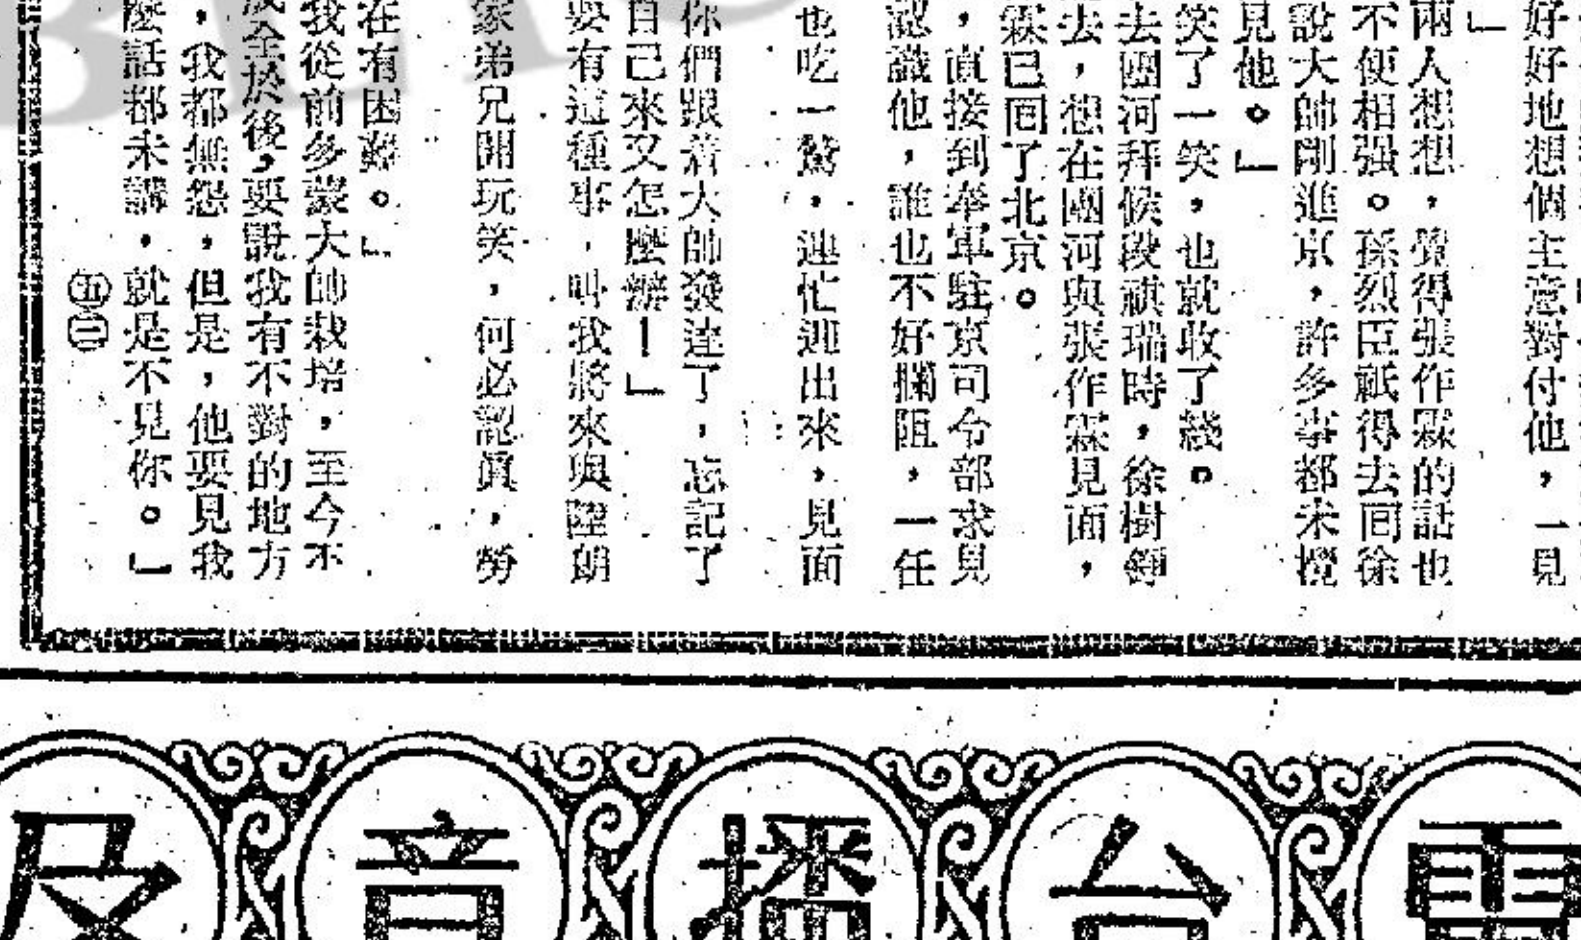 好好地想個主意對付他，一見
」
兩人想想，覺得張作霖的話也
不便相强。孫烈臣祇得去囘徐
說大帥剛進京，許多事都未攪
見他。」
笑了一笑，也就收了綫。
去團河拜候段祺瑞時，徐樹錚
去，想在團河與張作霖見面，
霖已囘了北京。
，直接到奉軍駐京司令部求見
認識他，誰也不好攔阻，一任
也吃一驚，連忙迎出來，見面
你們跟着大帥發達了，忘記了
自己來又怎麼辦！」
要有這種事，叫我將來與陸朗
家弟兄開玩笑，何必認眞，勞
在有困難。」
我從前多蒙大帥栽培，至今不
成全於後，要說我有不對的地方
，我都無怨，但是，他要見我
麼話都未講，就是不見你。」
㊄㊂
電台播音及